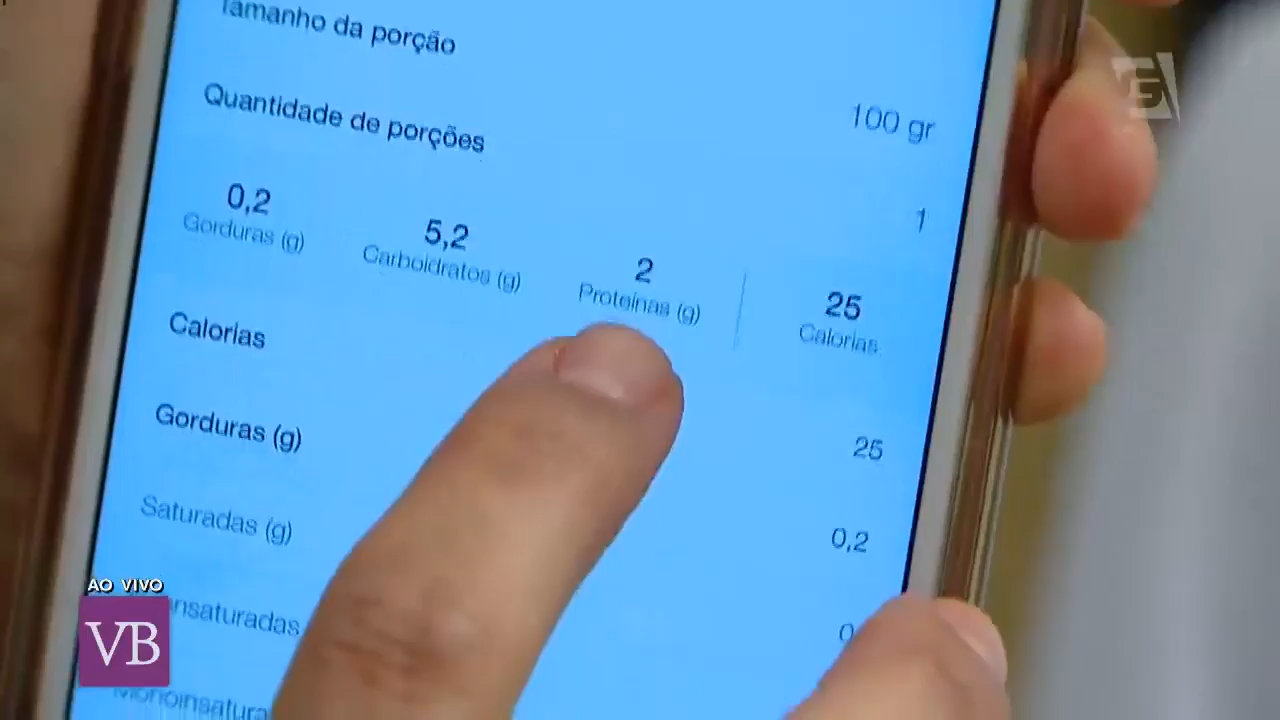 Tamanho da porção
100 gr
Quantidade de porções
1
0,2
Gorduras (g)
5,2
Carboidratos (g)
2
Proteínas (g)
25
Calorias
Calorias
25
Gorduras (g)
0,2
Saturadas (g)
0
AO VIVO
VB